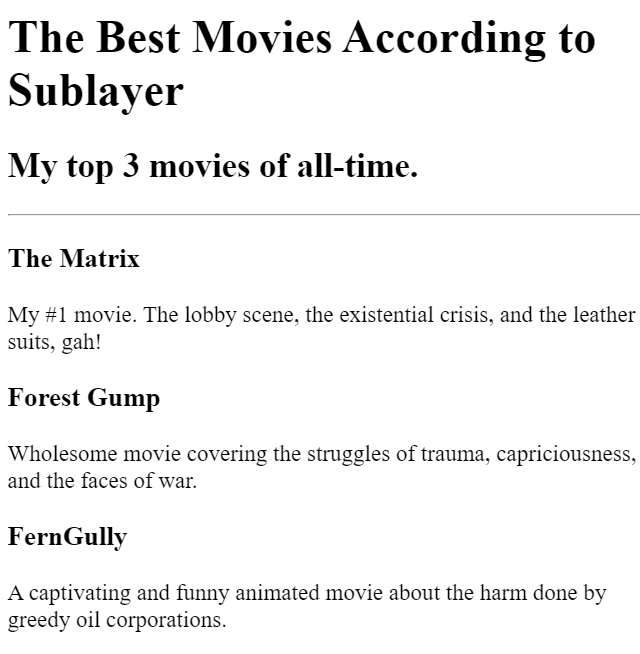 The Best Movies According to
Sublayer
My top 3 movies of all-time.
The Matrix
My #1 movie. The lobby scene, the existential crisis, and the leather
suits, gah!
Forest Gump
Wholesome movie covering the struggles of trauma, capriciousness,
and the faces of war.
FernGully
A captivating and funny animated movie about the harm done by
greedy oil corporations.